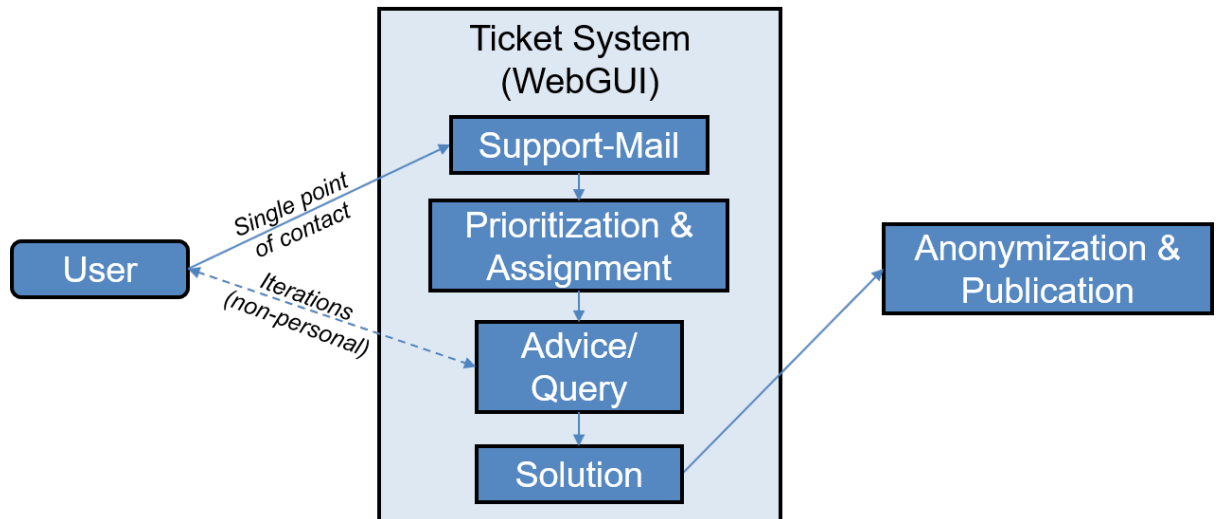 Ticket System
(WebGUI)
Support-Mail
Single point
of contact
Prioritization &
Assignment
User
Iterations
(non-personal)
Advice/
Query
Solution
Anonymization &
Publication